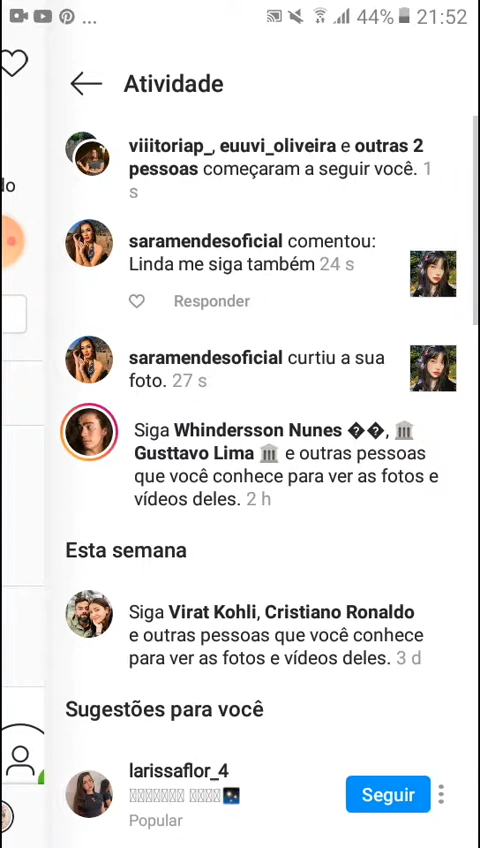 ... 44% 21:52
Atividade
viiitoriap_, euuvi_oliveira e outras 2
pessoas começaram a seguir você. 1
s
saramendesoficial comentou:
Linda me siga também 24 s
Responder
saramendesoficial curtiu a sua
foto. 27 s
Siga Whindersson Nunes ��, 🏛
Gusttavo Lima 🏛 e outras pessoas
que você conhece para ver as fotos e
vídeos deles. 2 h
Esta semana
Siga Virat Kohli, Cristiano Ronaldo
e outras pessoas que você conhece
para ver as fotos e vídeos deles. 3 d
Sugestões para você
larissaflor_4
Seguir
Popular